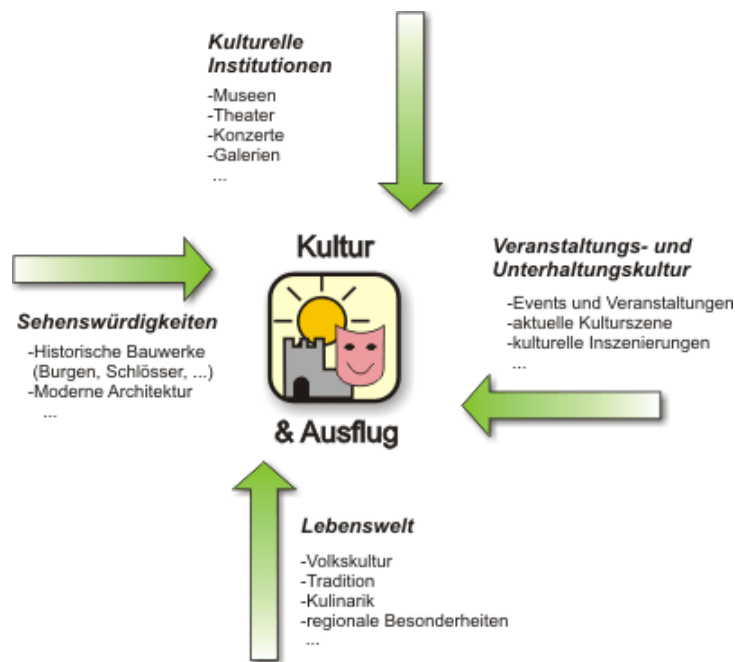 Kulturelle
Institutionen
-Museen
-Theater
-Konzerte
-Galerien
...
Kultur
& Ausflug
Veranstaltungs- und
Unterhaltungskultur
-Events und Veranstaltungen
-aktuelle Kulturszene
-kulturelle Inszenierungen
...
Sehenswürdigkeiten
-Historische Bauwerke
(Burgen, Schlösser, ...)
-Moderne Architektur
...
Lebenswelt
-Volkskultur
-Tradition
-Kulinarik
-regionale Besonderheiten
...